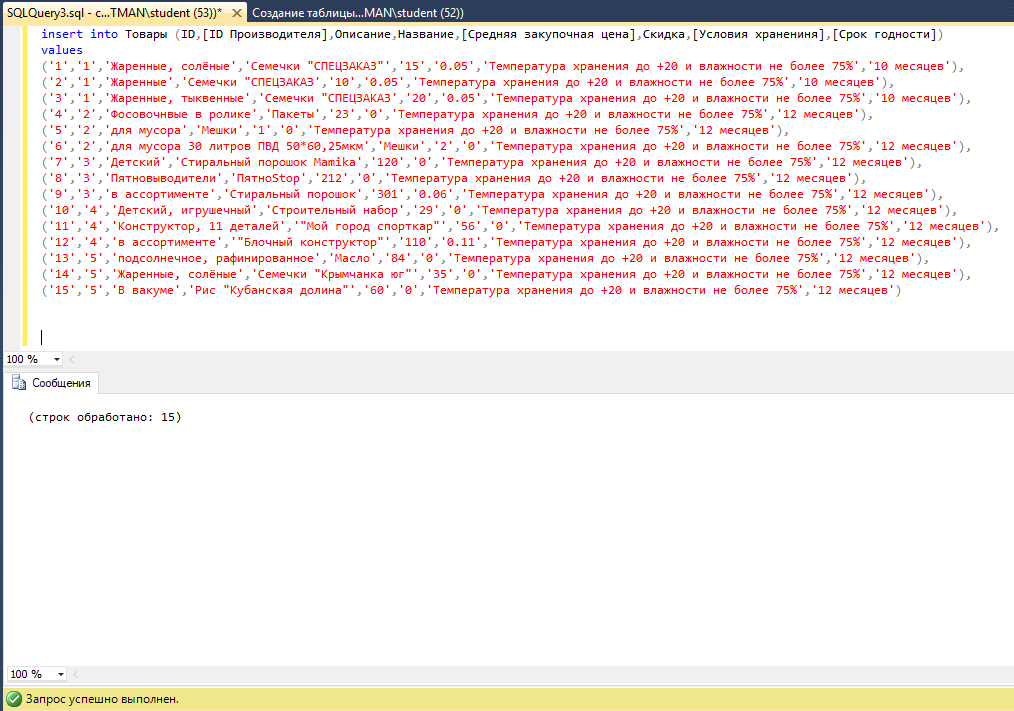 SQLQuery3.sql - c...TMAN\student (53))* Создание таблицы...MAN\student (52))
insert into Товары (ID,[ID Производителя],Описание,Название,[Средняя закупочная цена],Скидка,[Условия хранениня],[Срок годности])
values
('1','1','Жаренные, солёные','Семечки "СПЕЦЗАКАЗ"','15','0.05','Температура хранения до +20 и влажности не более 75%','10 месяцев'),
('2','1','Жаренные','Семечки "СПЕЦЗАКАЗ','10','0.05','Температура хранения до +20 и влажности не более 75%','10 месяцев'),
('3','1','Жаренные, тыквенные','Семечки "СПЕЦЗАКАЗ','20','0.05','Температура хранения до +20 и влажности не более 75%','10 месяцев'),
('4','2','Фосовочнвые в ролике','Пакеты','23','0','Температура хранения до +20 и влажности не более 75%','12 месяцев'),
('5','2','для мусора','Мешки','1','0','Температура хранения до +20 и влажности не более 75%','12 месяцев'),
('6','2','для мусора 30 литров ПВД 50*60,25мкм','Мешки','2','0','Температура хранения до +20 и влажности не более 75%','12 месяцев'),
('7','3','Детский','Стиральный порошок Mamika','120','0','Температура хранения до +20 и влажности не более 75%','12 месяцев'),
('8','3','Пятновыводители','ПятноStop','212','0','Температура хранения до +20 и влажности не более 75%','12 месяцев'),
('9','3','в ассортименте','Стиральный порошок','301','0.06','Температура хранения до +20 и влажности не более 75%','12 месяцев'),
('10','4','Детский, игрушечный','Строительный набор','29','0','Температура хранения до +20 и влажности не более 75%','12 месяцев'),
('11','4','Конструктор, 11 деталей','"Мой город спорткар"','56','0','Температура хранения до +20 и влажности не более 75%','12 месяцев'),
('12','4','в ассортименте','"Блочный конструктор"','110','0.11','Температура хранения до +20 и влажности не более 75%','12 месяцев'),
('13','5','подсолнечное, рафинированное','Масло','84','0','Температура хранения до +20 и влажности не более 75%','12 месяцев'),
('14','5','Жаренные, солёные','Семечки "Крымчанка юг"','35','0','Температура хранения до +20 и влажности не более 75%','12 месяцев'),
('15','5','В вакуме','Рис "Кубанская долина"','60','0','Температура хранения до +20 и влажности не более 75%','12 месяцев')
100 %
Сообщения
(строк обработано: 15)
100 %
Запрос успешно выполнен.